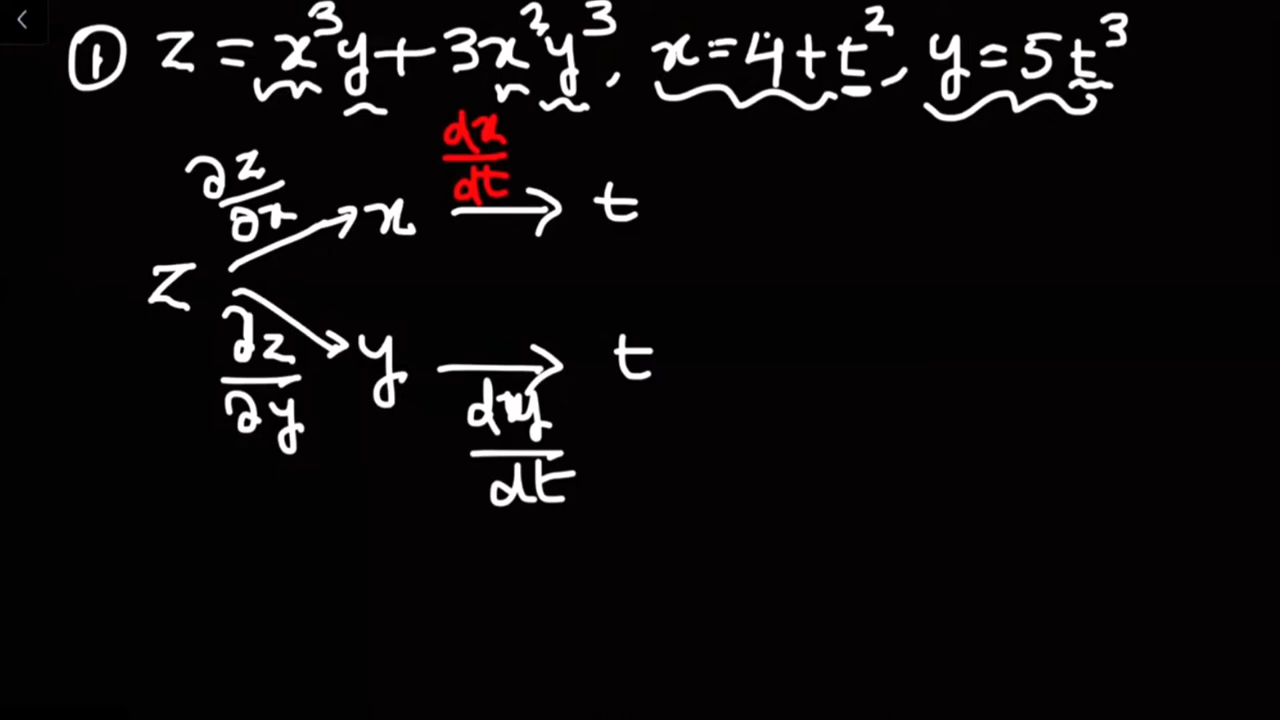 ① z = x³y + 3x²y³, x = 4 + t², y = 5t³
∂z/∂x x dx/dt t
z
∂z/∂y y dy/dt t